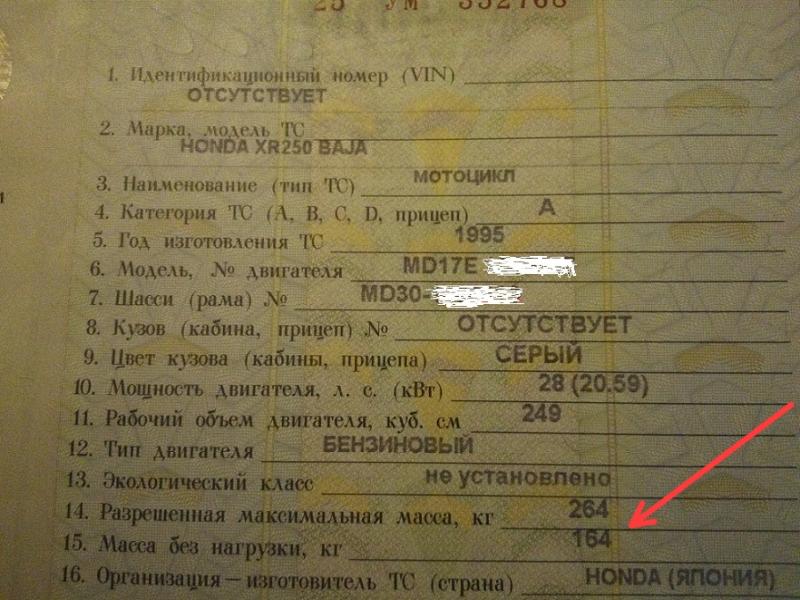 25 УМ 352768
1. Идентификационный номер (VIN)
ОТСУТСТВУЕТ
2. Марка, модель ТС
HONDA XR250 BAJA
3. Наименование (тип ТС) МОТОЦИКЛ
4. Категория ТС (A, B, C, D, прицеп) A
5. Год изготовления ТС 1995
6. Модель, № двигателя MD17E
7. Шасси (рама) № MD30-
8. Кузов (кабина, прицеп) № ОТСУТСТВУЕТ
9. Цвет кузова (кабины, прицепа) СЕРЫЙ
10. Мощность двигателя, л. с. (кВт) 28 (20.59)
11. Рабочий объем двигателя, куб. см 249
12. Тип двигателя БЕНЗИНОВЫЙ
13. Экологический класс не установлено
14. Разрешенная максимальная масса, кг 264
15. Масса без нагрузки, кг 164
16. Организация – изготовитель ТС (страна) HONDA (ЯПОНИЯ)